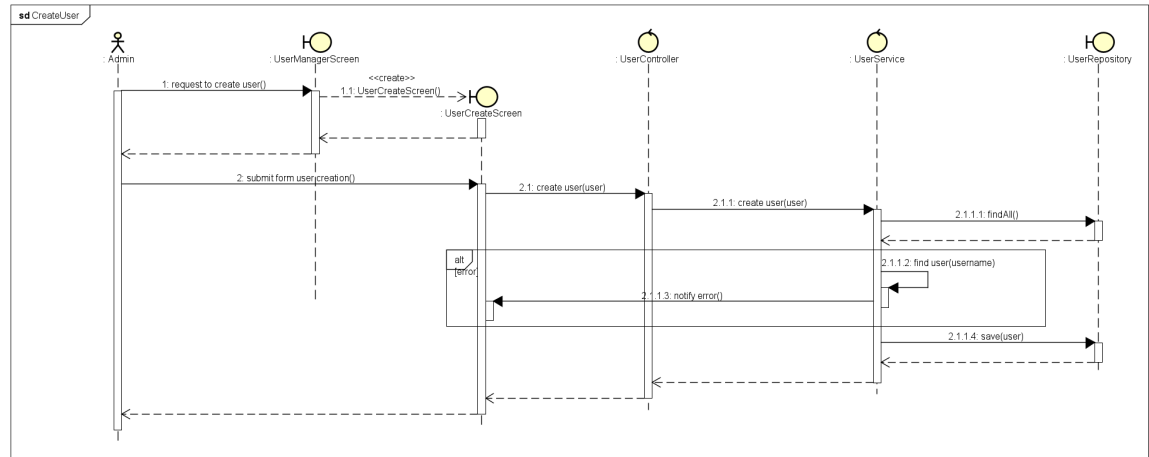 sd CreateUser
: Admin
: UserManagerScreen
: UserController
: UserService
: UserRepository
1: request to create user()
<<create>>
1.1: UserCreateScreen()
: UserCreateScreen
2: submit form user creation()
2.1: create user(user)
2.1.1: create user(user)
2.1.1.1: findAll()
alt
[error]
2.1.1.2: find user(username)
2.1.1.3: notify error()
2.1.1.4: save(user)